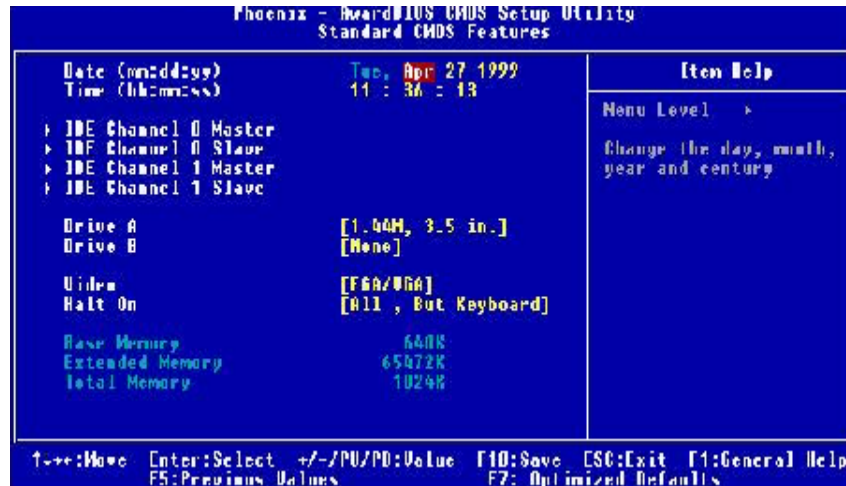 Phoenix - AwardBIOS CMOS Setup Utility
Standard CMOS Features
Date (mm:dd:yy) Tue, Apr 27 1999
Time (hh:mm:ss) 11 : 36 : 13
IDE Channel 0 Master
IDE Channel 0 Slave
IDE Channel 1 Master
IDE Channel 1 Slave
Drive A [1.44M, 3.5 in.]
Drive B [None]
Video [EGA/VGA]
Halt On [All , But Keyboard]
Base Memory 640K
Extended Memory 65472K
Total Memory 1024K
Item Help
Menu Level
Change the day, month,
year and century
↑↓→←:Move Enter:Select +/-/PU/PD:Value F10:Save ESC:Exit F1:General Help
F5:Previous Values F7: Optimized Defaults